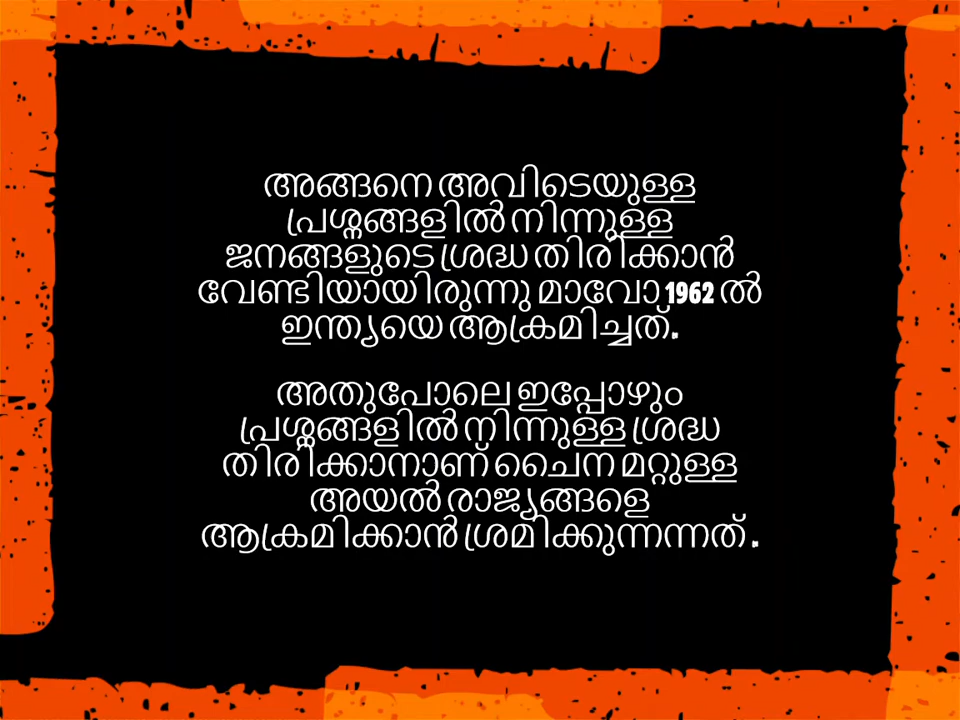 അങ്ങനെ അവിടെയുള്ള
പ്രശ്നങ്ങളിൽ നിന്നുള്ള
ജനങ്ങളുടെ ശ്രദ്ധ തിരിക്കാൻ
വേണ്ടിയായിരുന്നു മാവോ 1962 ൽ
ഇന്ത്യയെ ആക്രമിച്ചത്.
അതുപോലെ ഇപ്പോഴും
പ്രശ്നങ്ങളിൽ നിന്നുള്ള ശ്രദ്ധ
തിരിക്കാനാണ് ചൈന മറ്റുള്ള
അയൽ രാജ്യങ്ങളെ
ആക്രമിക്കാൻ ശ്രമിക്കുന്നന്നത് .